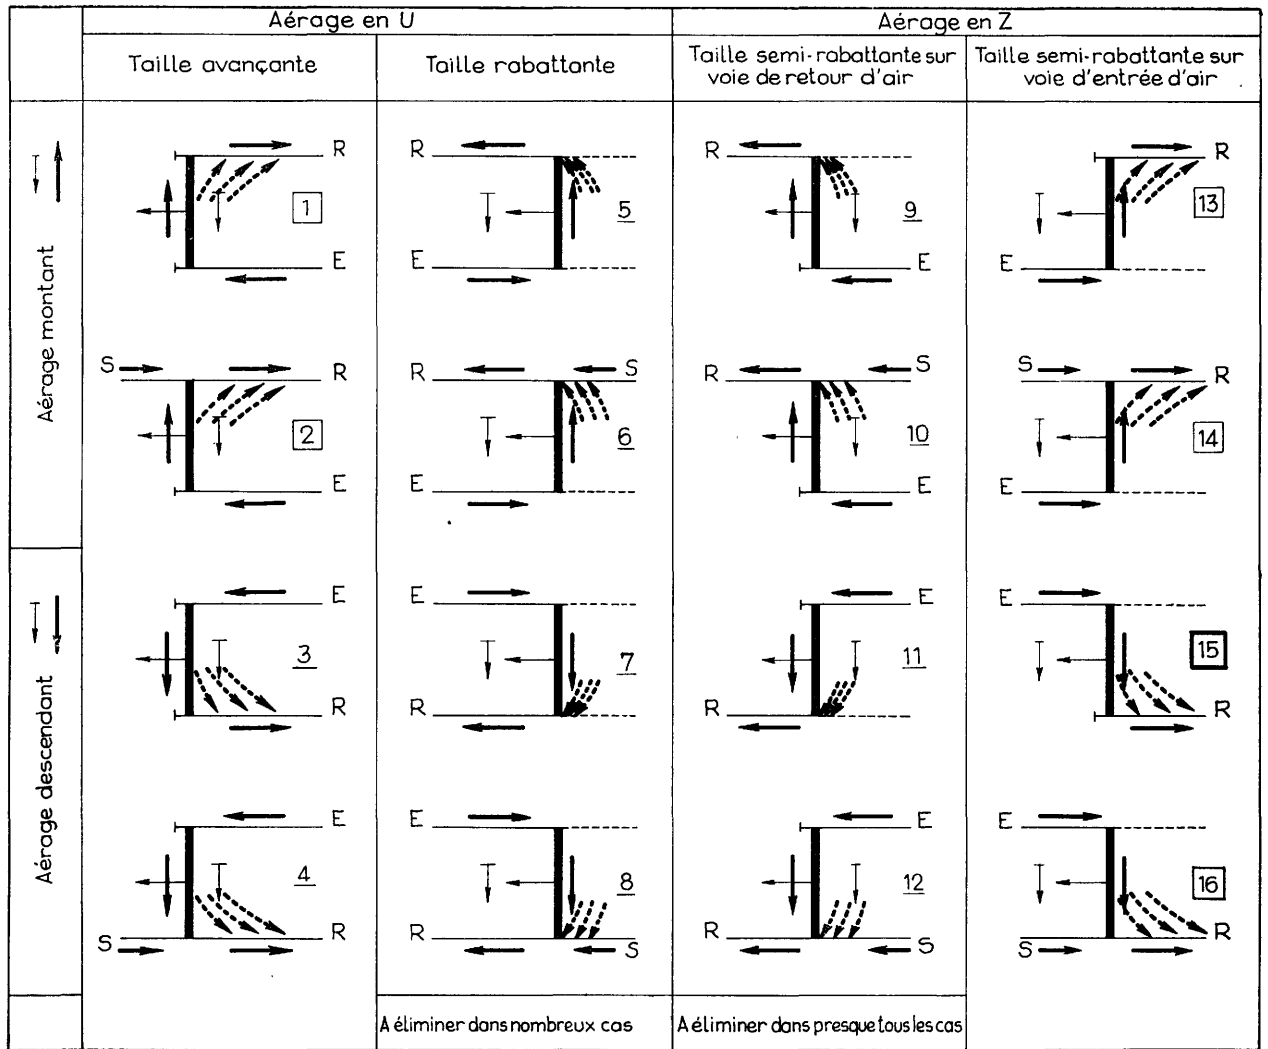 Aérage en U
Aérage en Z
Taille avançante
Taille rabattante
Taille semi-rabattante sur
voie de retour d'air
Taille semi-rabattante sur
voie d'entrée d'air
Aérage montant
R
1
E
R
5
E
R
9
E
R
13
E
S
R
2
E
R
S
6
E
R
S
10
E
S
R
14
E
Aérage descendant
E
3
R
E
7
R
E
11
R
E
15
R
E
4
S
R
E
8
R
S
E
12
R
S
E
16
S
R
A éliminer dans nombreux cas
A éliminer dans presque tous les cas